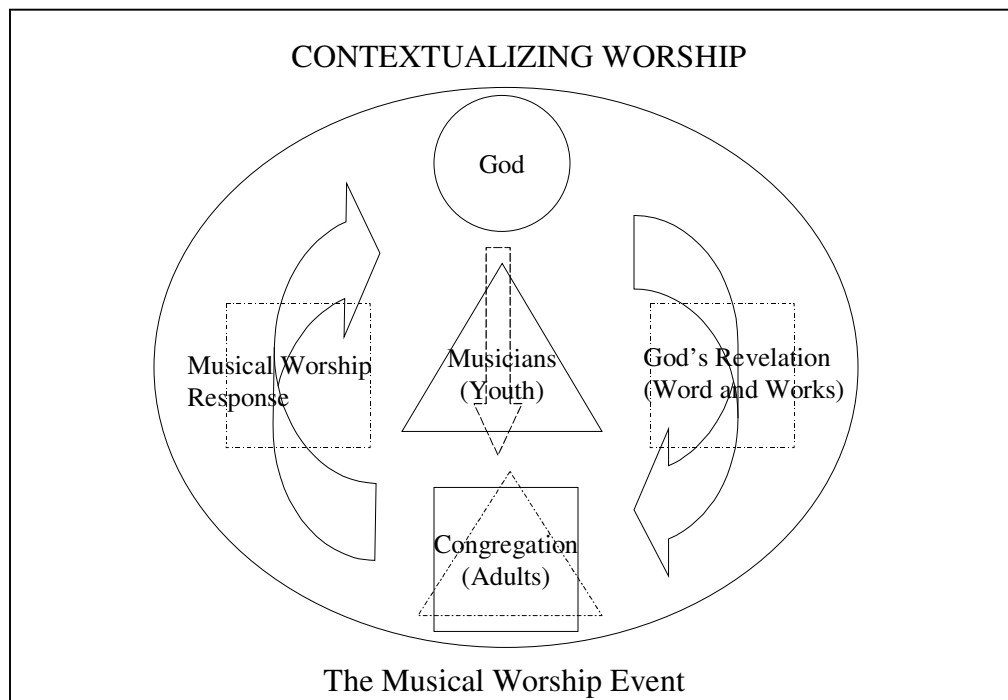 CONTEXTUALIZING WORSHIP
God
Musical Worship
Response
Musicians
(Youth)
God's Revelation
(Word and Works)
Congregation
(Adults)
The Musical Worship Event